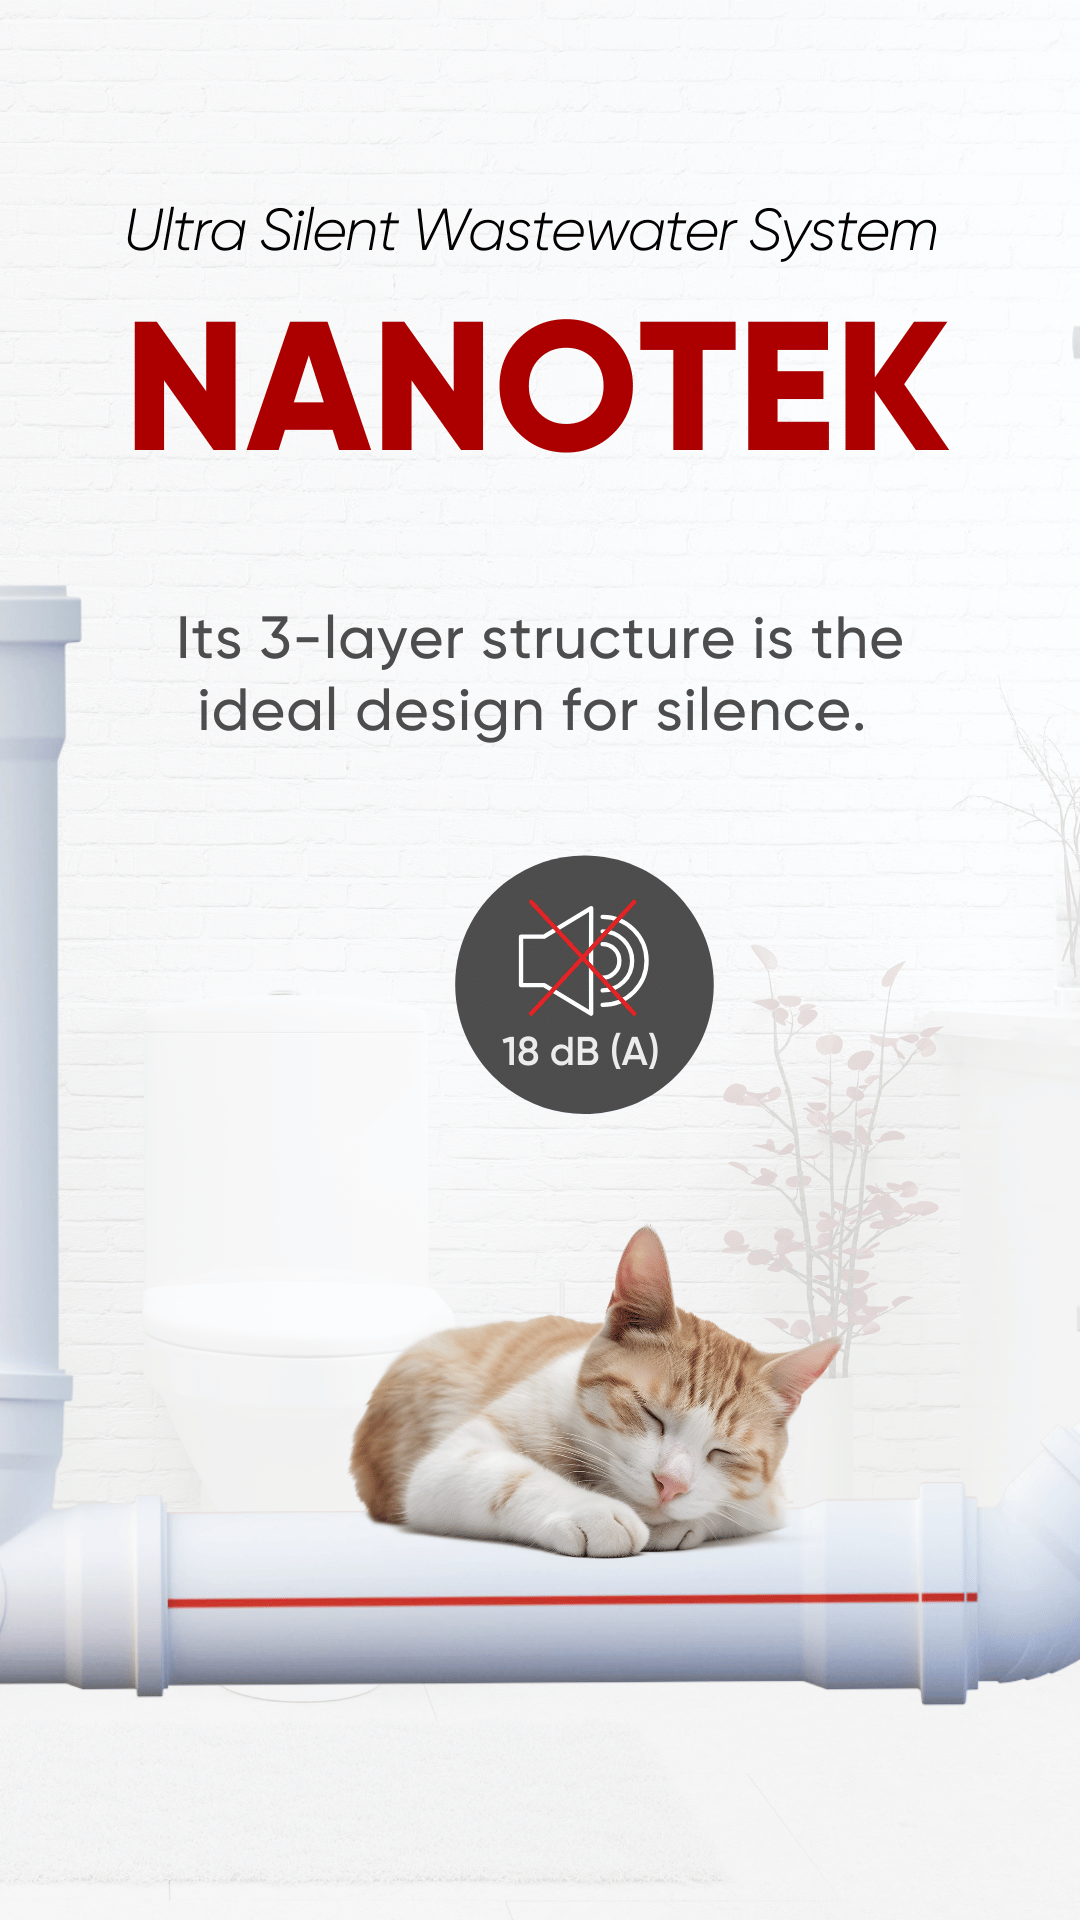 Ultra Silent Wastewater System
NANOTEK
Its 3-layer structure is the
ideal design for silence.
18 dB (A)